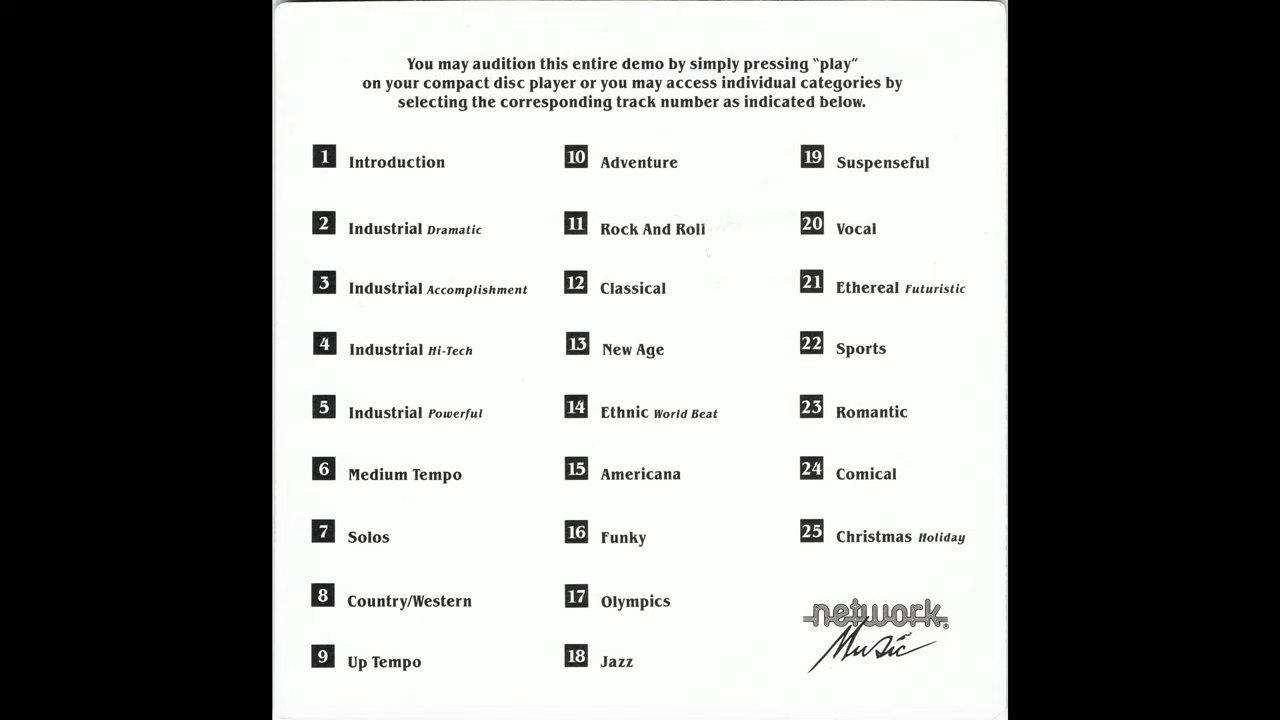 You may audition this entire demo by simply pressing “play”
on your compact disc player or you may access individual categories by
selecting the corresponding track number as indicated below.
1 Introduction
2 Industrial Dramatic
3 Industrial Accomplishment
4 Industrial Hi-Tech
5 Industrial Powerful
6 Medium Tempo
7 Solos
8 Country/Western
9 Up Tempo
10 Adventure
11 Rock And Roll
12 Classical
13 New Age
14 Ethnic World Beat
15 Americana
16 Funky
17 Olympics
18 Jazz
19 Suspenseful
20 Vocal
21 Ethereal Futuristic
22 Sports
23 Romantic
24 Comical
25 Christmas Holiday
network®
Music